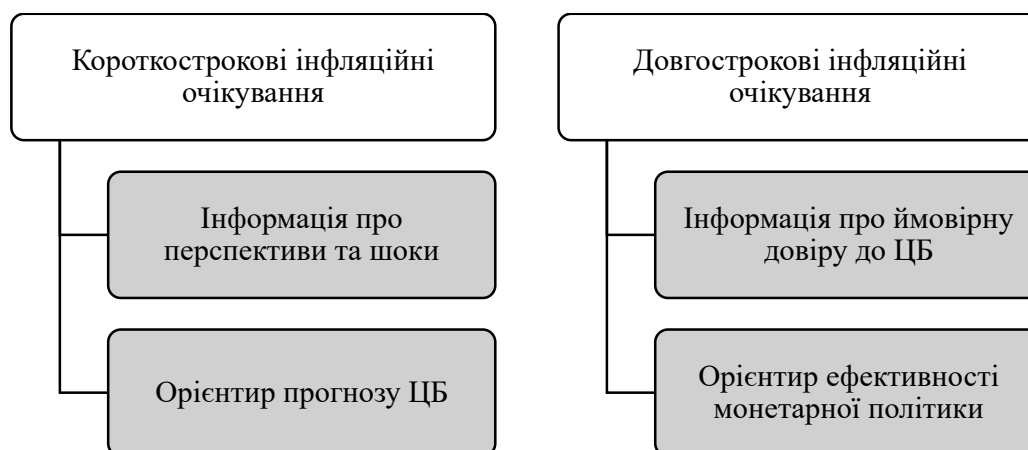 Короткострокові інфляційні
очікування
Інформація про
перспективи та шоки
Орієнтир прогнозу ЦБ
Довгострокові інфляційні
очікування
Інформація про ймовірну
довіру до ЦБ
Орієнтир ефективності
монетарної політики